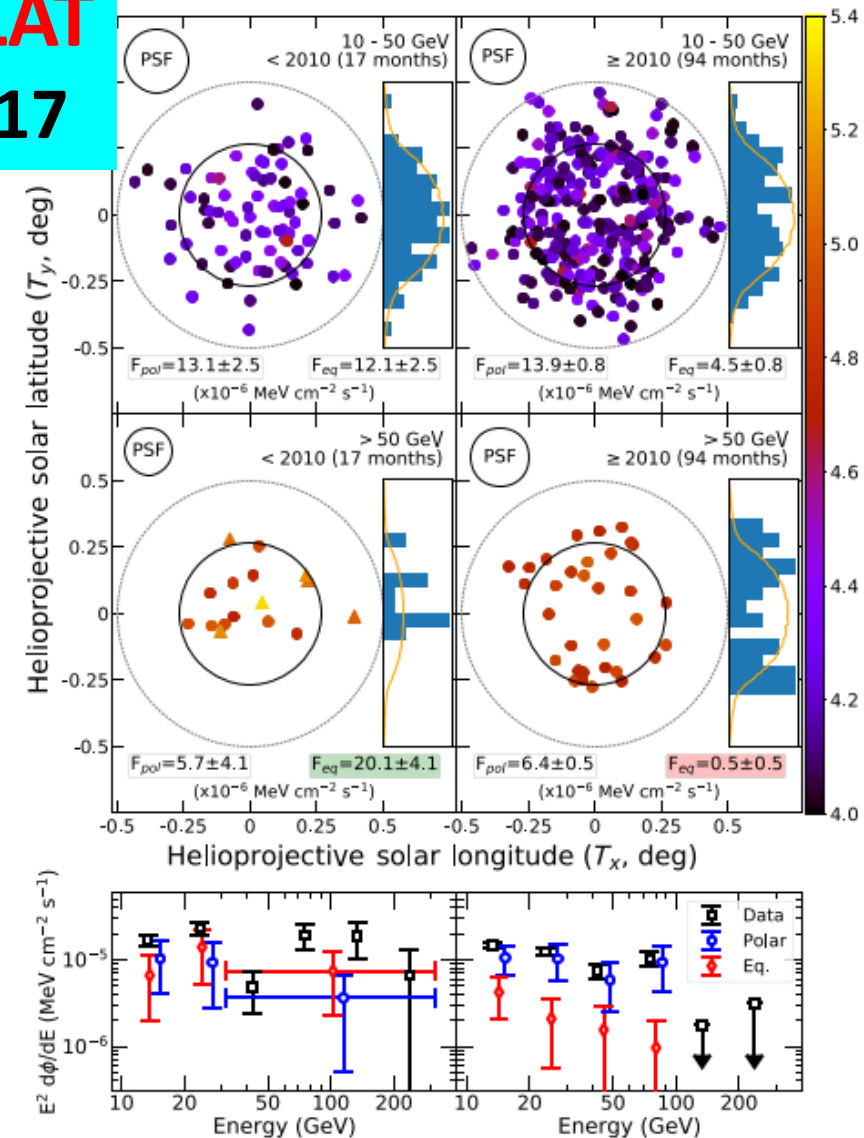 LAT
17
PSF
10 - 50 GeV
< 2010 (17 months)
PSF
10 - 50 GeV
≥ 2010 (94 months)
5.4
5.2
5.0
4.8
4.6
4.4
4.2
4.0
0
-0.25
-0.5
F_pol=13.1±2.5
F_eq=12.1±2.5
(x10⁻⁶ MeV cm⁻² s⁻¹)
F_pol=13.9±0.8
F_eq=4.5±0.8
(x10⁻⁶ MeV cm⁻² s⁻¹)
Helioprojective solar latitude (T_y, deg)
PSF
> 50 GeV
< 2010 (17 months)
PSF
> 50 GeV
≥ 2010 (94 months)
0.5
0.25
0
-0.25
-0.5
F_pol=5.7±4.1
F_eq=20.1±4.1
(x10⁻⁶ MeV cm⁻² s⁻¹)
F_pol=6.4±0.5
F_eq=0.5±0.5
(x10⁻⁶ MeV cm⁻² s⁻¹)
-0.5 -0.25 0 0.25 0.5 -0.25 0 0.25 0.5
Helioprojective solar longitude (T_x, deg)
E² dϕ/dE (MeV cm⁻² s⁻¹)
10⁻⁵
10⁻⁶
10⁻⁵
10⁻⁶
Data
Polar
Eq.
10 20 50 100 200
10 20 50 100 200
Energy (GeV)
Energy (GeV)